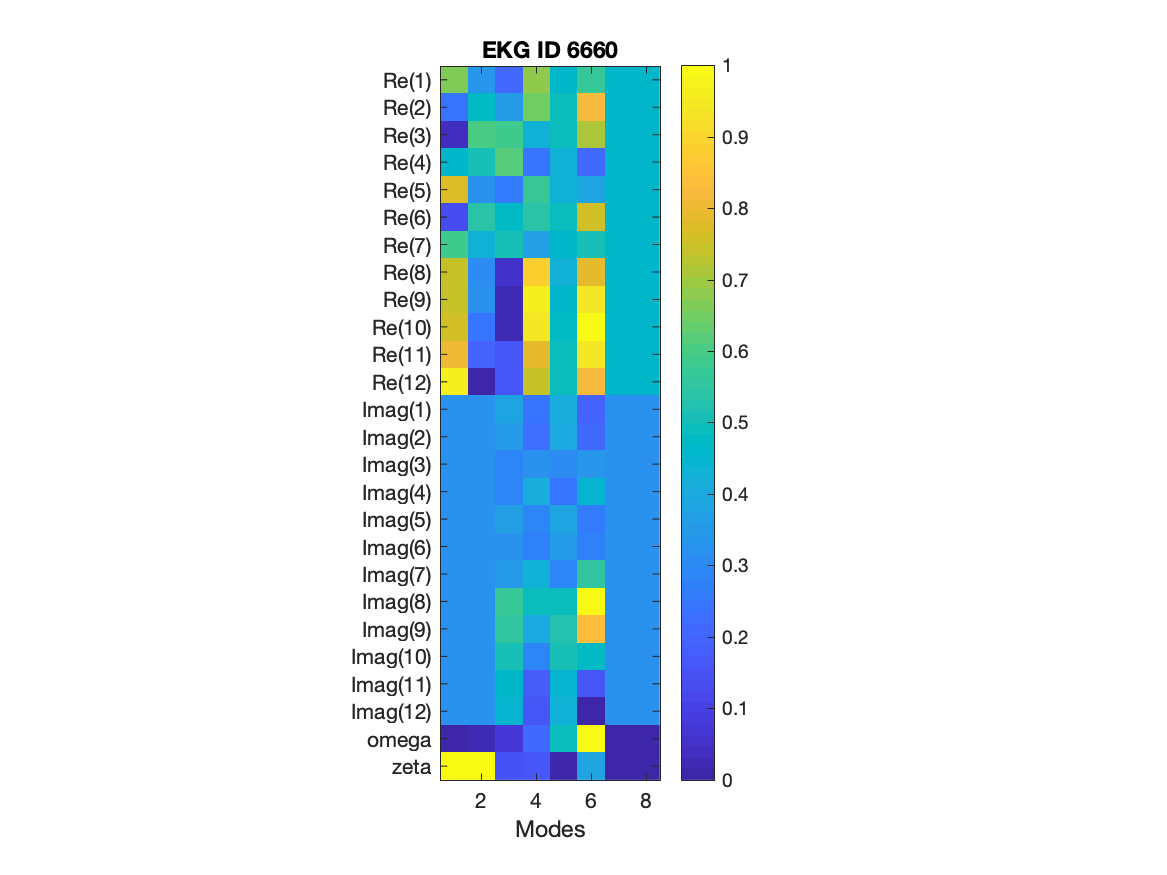 EKG ID 6660
Re(1)
Re(2)
Re(3)
Re(4)
Re(5)
Re(6)
Re(7)
Re(8)
Re(9)
Re(10)
Re(11)
Re(12)
Imag(1)
Imag(2)
Imag(3)
Imag(4)
Imag(5)
Imag(6)
Imag(7)
Imag(8)
Imag(9)
Imag(10)
Imag(11)
Imag(12)
omega
zeta
2 4 6 8
Modes
1
0.9
0.8
0.7
0.6
0.5
0.4
0.3
0.2
0.1
0